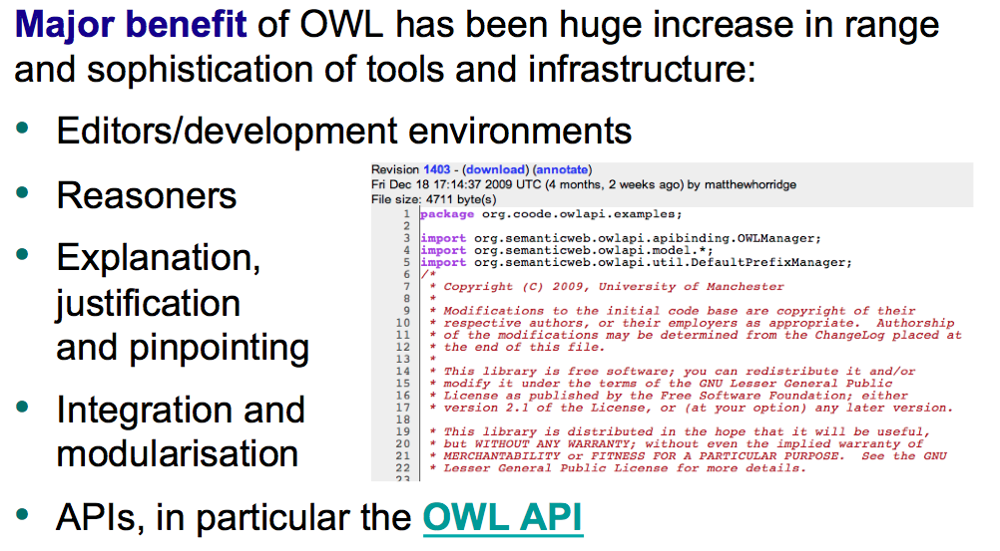 Major benefit of OWL has been huge increase in range
and sophistication of tools and infrastructure:
• Editors/development environments
• Reasoners
• Explanation,
justification
and pinpointing
• Integration and
modularisation
• APIs, in particular the OWL API
Revision 1403 - (download) (annotate)
Fri Dec 18 17:14:37 2009 UTC (4 months, 2 weeks ago) by matthewhorridge
File size: 4711 byte(s)
1 package org.coode.owlapi.examples;
2
3 import org.semanticweb.owlapi.apibinding.OWLManager;
4 import org.semanticweb.owlapi.model.*;
5 import org.semanticweb.owlapi.util.DefaultPrefixManager;
6 /*
7 * Copyright (C) 2009, University of Manchester
8 *
9 * Modifications to the initial code base are copyright of their
10 * respective authors, or their employers as appropriate. Authorship
11 * of the modifications may be determined from the ChangeLog placed at
12 * the end of this file.
13 *
14 * This library is free software; you can redistribute it and/or
15 * modify it under the terms of the GNU Lesser General Public
16 * License as published by the Free Software Foundation; either
17 * version 2.1 of the License, or (at your option) any later version.
18
19 * This library is distributed in the hope that it will be useful,
20 * but WITHOUT ANY WARRANTY; without even the implied warranty of
21 * MERCHANTABILITY or FITNESS FOR A PARTICULAR PURPOSE. See the GNU
22 * Lesser General Public License for more details.
23